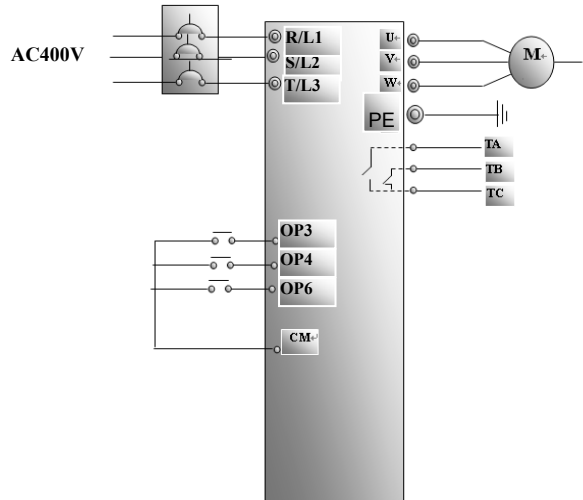 AC400V
R/L1
S/L2
T/L3
U
V
W
M
PE
TA
TB
TC
OP3
OP4
OP6
CM